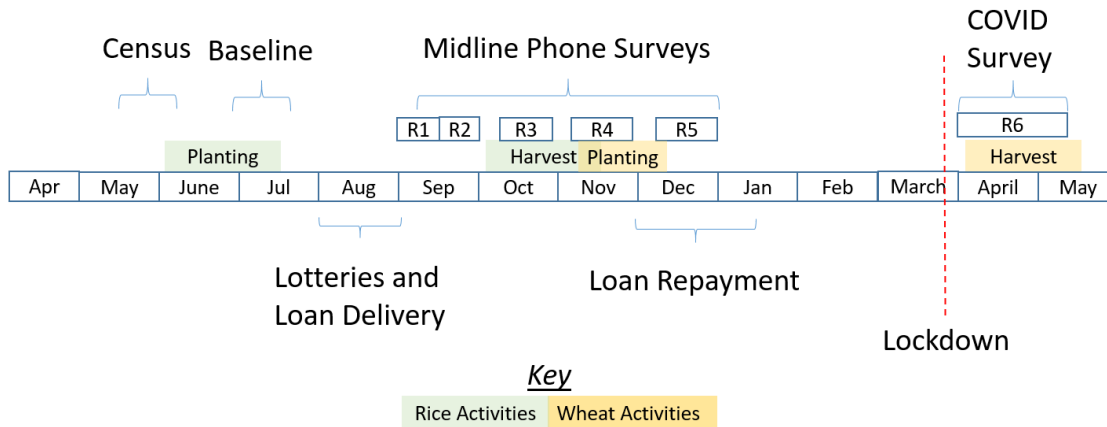 Census
Baseline
Midline Phone Surveys
COVID
Survey
R1
R2
R3
R4
R5
R6
Planting
Harvest
Planting
Harvest
Apr
May
June
Jul
Aug
Sep
Oct
Nov
Dec
Jan
Feb
March
April
May
Lotteries and
Loan Delivery
Loan Repayment
Lockdown
Key
Rice Activities
Wheat Activities